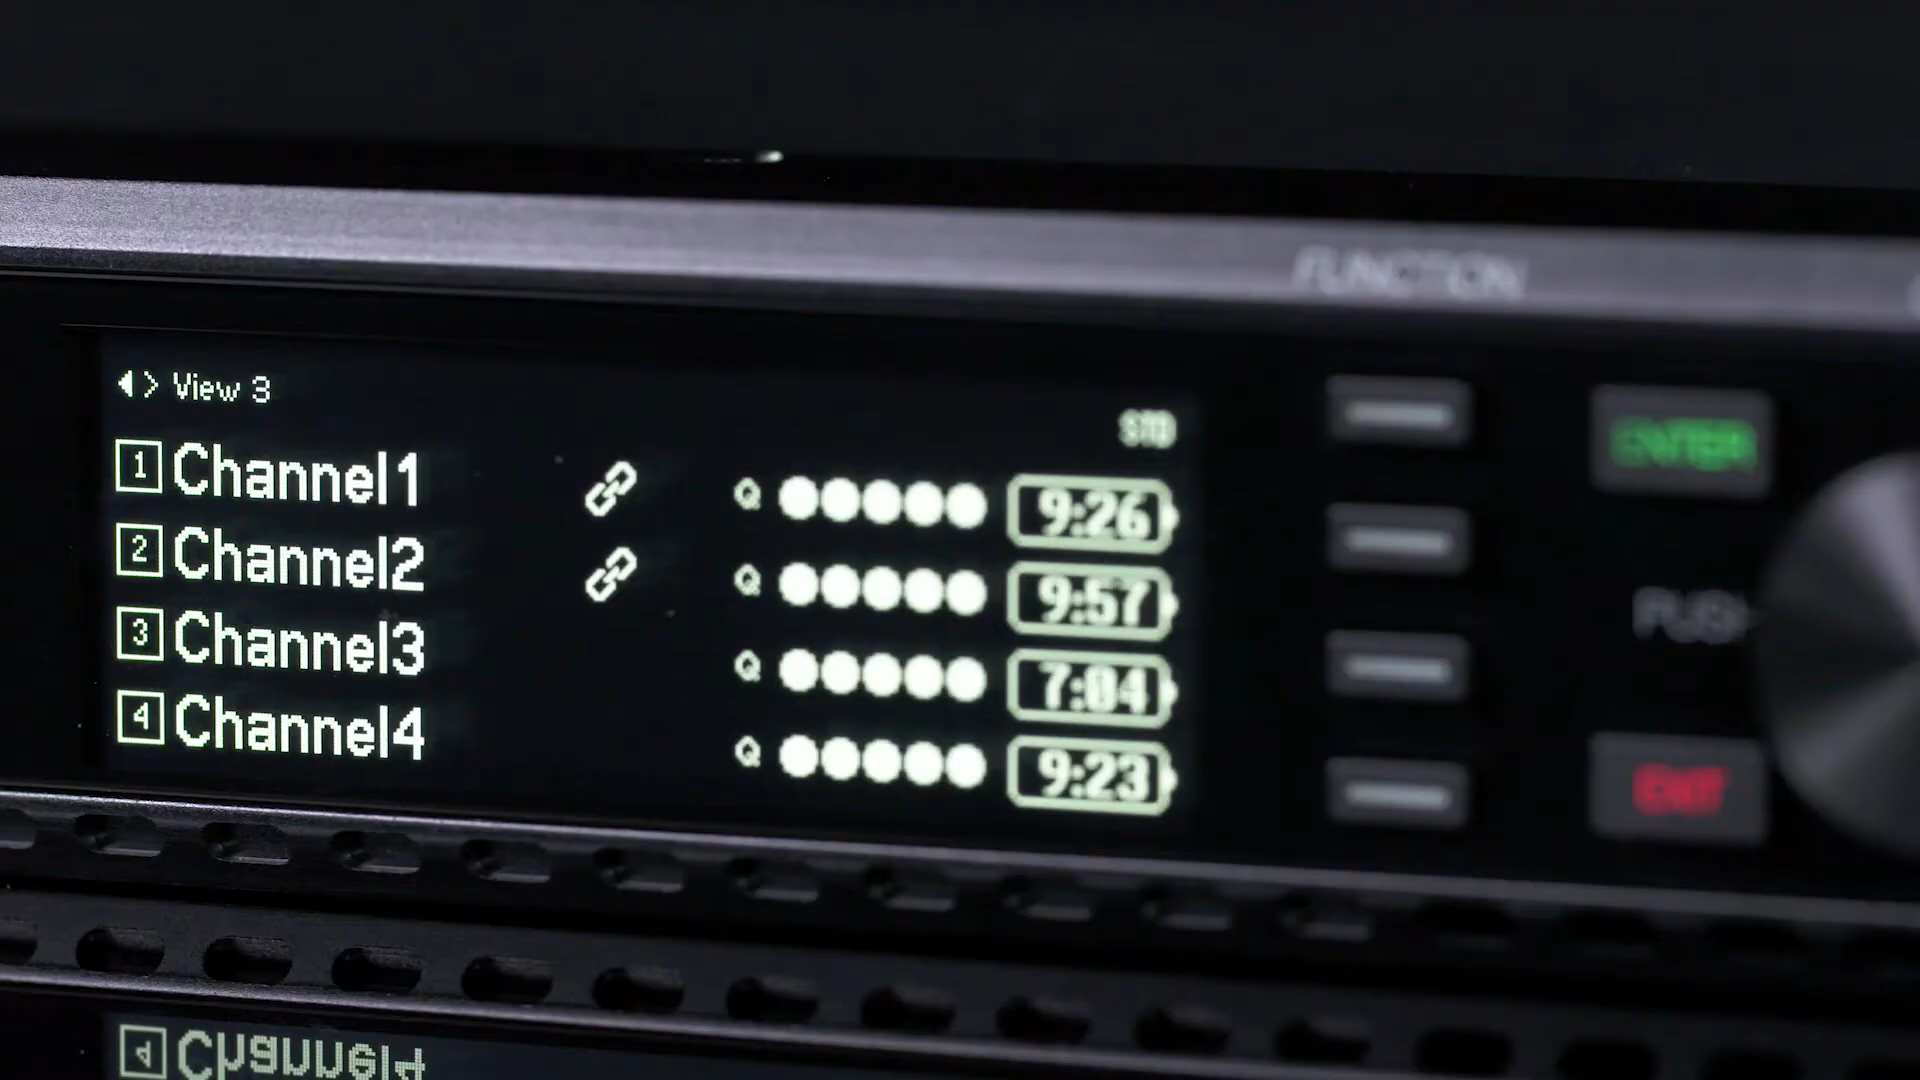 FUNCTION
View 3
STD
1 Channel1 Q 9:26
2 Channel2 Q 9:57
3 Channel3 Q 7:04
4 Channel4 Q 9:23
ENTER
PUSH
EXIT